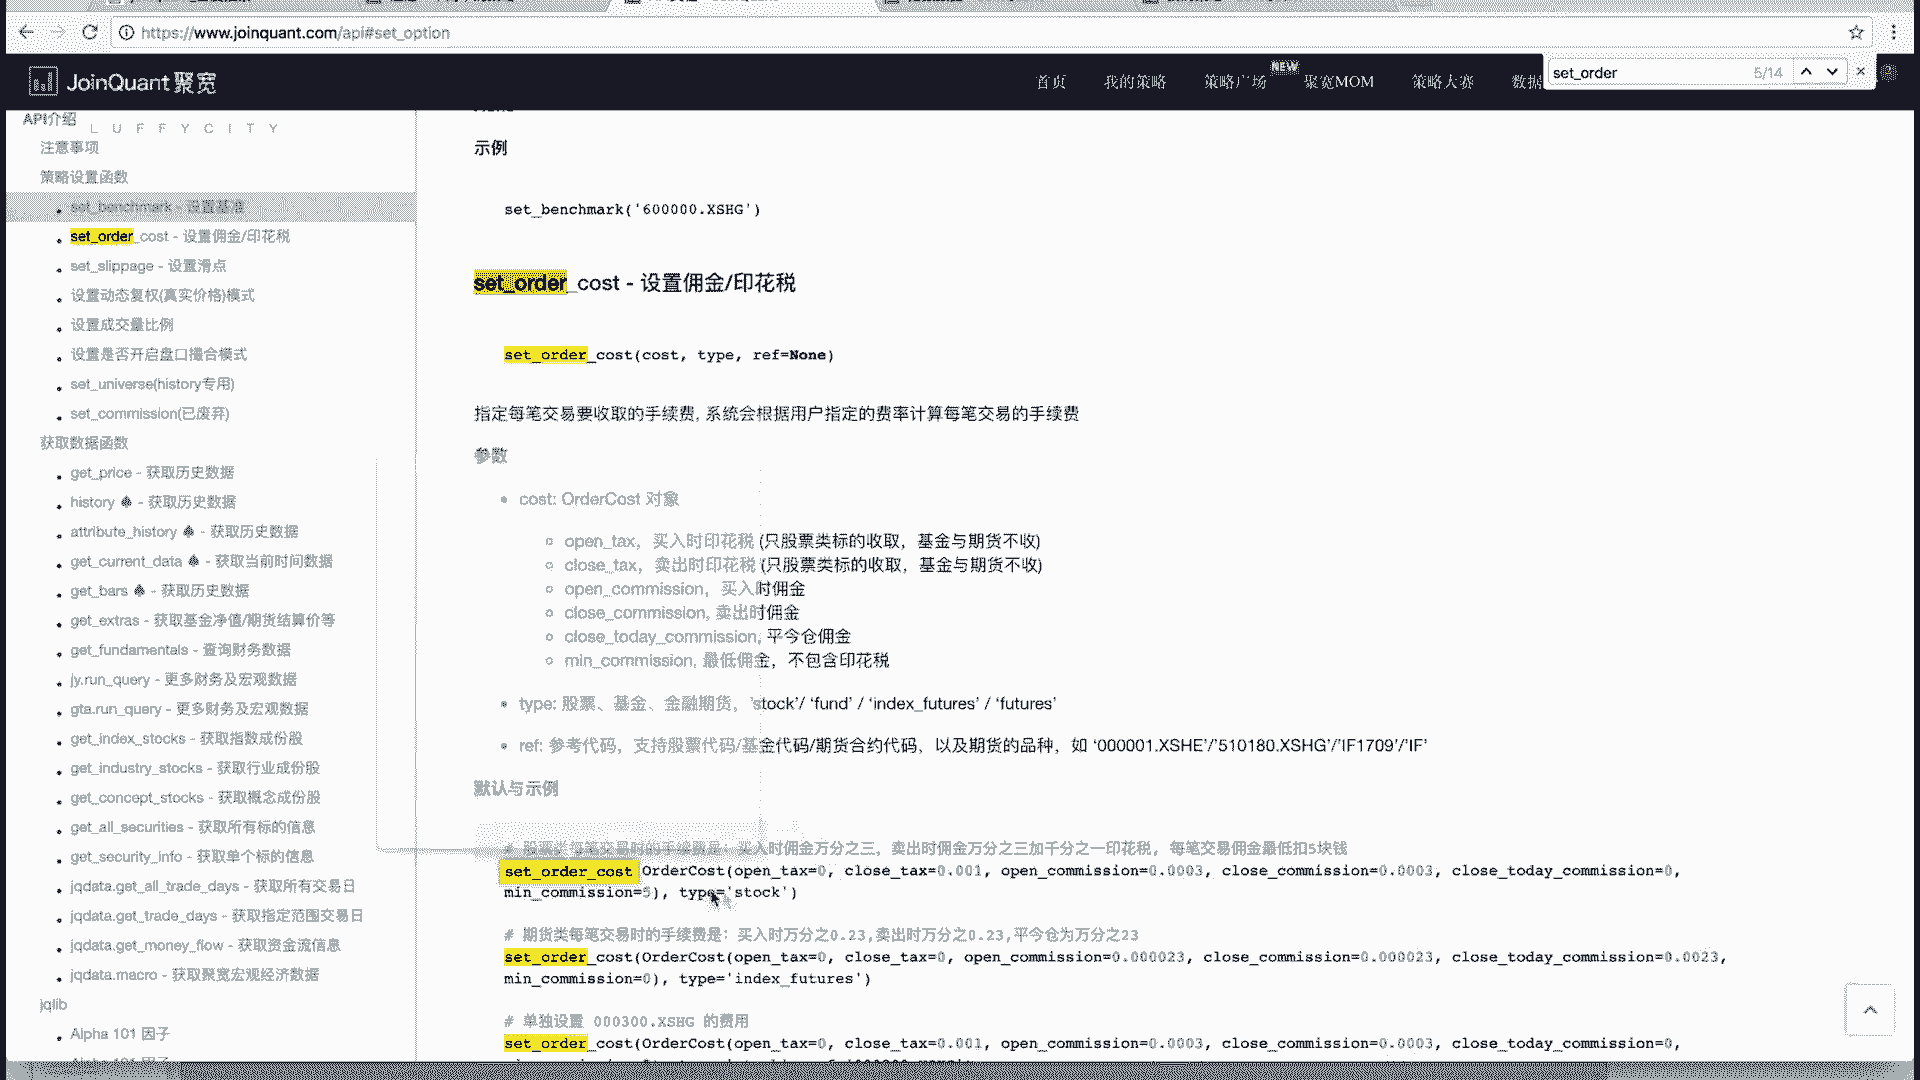 https://www.joinquant.com/api#set_option
JoinQuant 聚宽
首页
我的策略
策略广场
NEW
聚宽MOM
策略大赛
数据
set_order
5/14
API介绍
L U F F Y C I T Y
注意事项
策略设置函数
set_benchmark - 设置基准
set_order_cost - 设置佣金/印花税
set_slippage - 设置滑点
设置动态复权(真实价格)模式
设置成交量比例
设置是否开启盘口撮合模式
set_universe(history专用)
set_commission(已废弃)
获取数据函数
get_price - 获取历史数据
history ♠ - 获取历史数据
attribute_history ♠ - 获取历史数据
get_current_data ♠ - 获取当前时间数据
get_bars ♠ - 获取历史数据
get_extras - 获取基金净值/期货结算价等
get_fundamentals - 查询财务数据
jy.run_query - 更多财务及宏观数据
gta.run_query - 更多财务及宏观数据
get_index_stocks - 获取指数成份股
get_industry_stocks - 获取行业成份股
get_concept_stocks - 获取概念成份股
get_all_securities - 获取所有标的信息
get_security_info - 获取单个标的信息
jqdata.get_all_trade_days - 获取所有交易日
jqdata.get_trade_days - 获取指定范围交易日
jqdata.get_money_flow - 获取资金流信息
jqdata.macro - 获取聚宽宏观经济数据
jqlib
Alpha 101 因子
示例
set_benchmark('600000.XSHG')
set_order_cost - 设置佣金/印花税
set_order_cost(cost, type, ref=None)
指定每笔交易要收取的手续费, 系统会根据用户指定的费率计算每笔交易的手续费
参数
cost: OrderCost 对象
open_tax，买入时印花税 (只股票类标的收取，基金与期货不收)
close_tax，卖出时印花税 (只股票类标的收取，基金与期货不收)
open_commission，买入时佣金
close_commission, 卖出时佣金
close_today_commission, 平今仓佣金
min_commission, 最低佣金，不包含印花税
type: 股票、基金、金融期货，'stock'/ 'fund' / 'index_futures' / 'futures'
ref: 参考代码，支持股票代码/基金代码/期货合约代码，以及期货的品种，如 '000001.XSHE'/'510180.XSHG'/'IF1709'/'IF'
默认与示例
# 股票类每笔交易时的手续费是：买入时佣金万分之三，卖出时佣金万分之三加千分之一印花税, 每笔交易佣金最低扣5块钱
set_order_cost(OrderCost(open_tax=0, close_tax=0.001, open_commission=0.0003, close_commission=0.0003, close_today_commission=0,
min_commission=5), type='stock')
# 期货类每笔交易时的手续费是：买入时万分之0.23,卖出时万分之0.23,平今仓为万分之23
set_order_cost(OrderCost(open_tax=0, close_tax=0, open_commission=0.000023, close_commission=0.000023, close_today_commission=0.0023,
min_commission=0), type='index_futures')
# 单独设置 000300.XSHG 的费用
set_order_cost(OrderCost(open_tax=0, close_tax=0.001, open_commission=0.0003, close_commission=0.0003, close_today_commission=0,